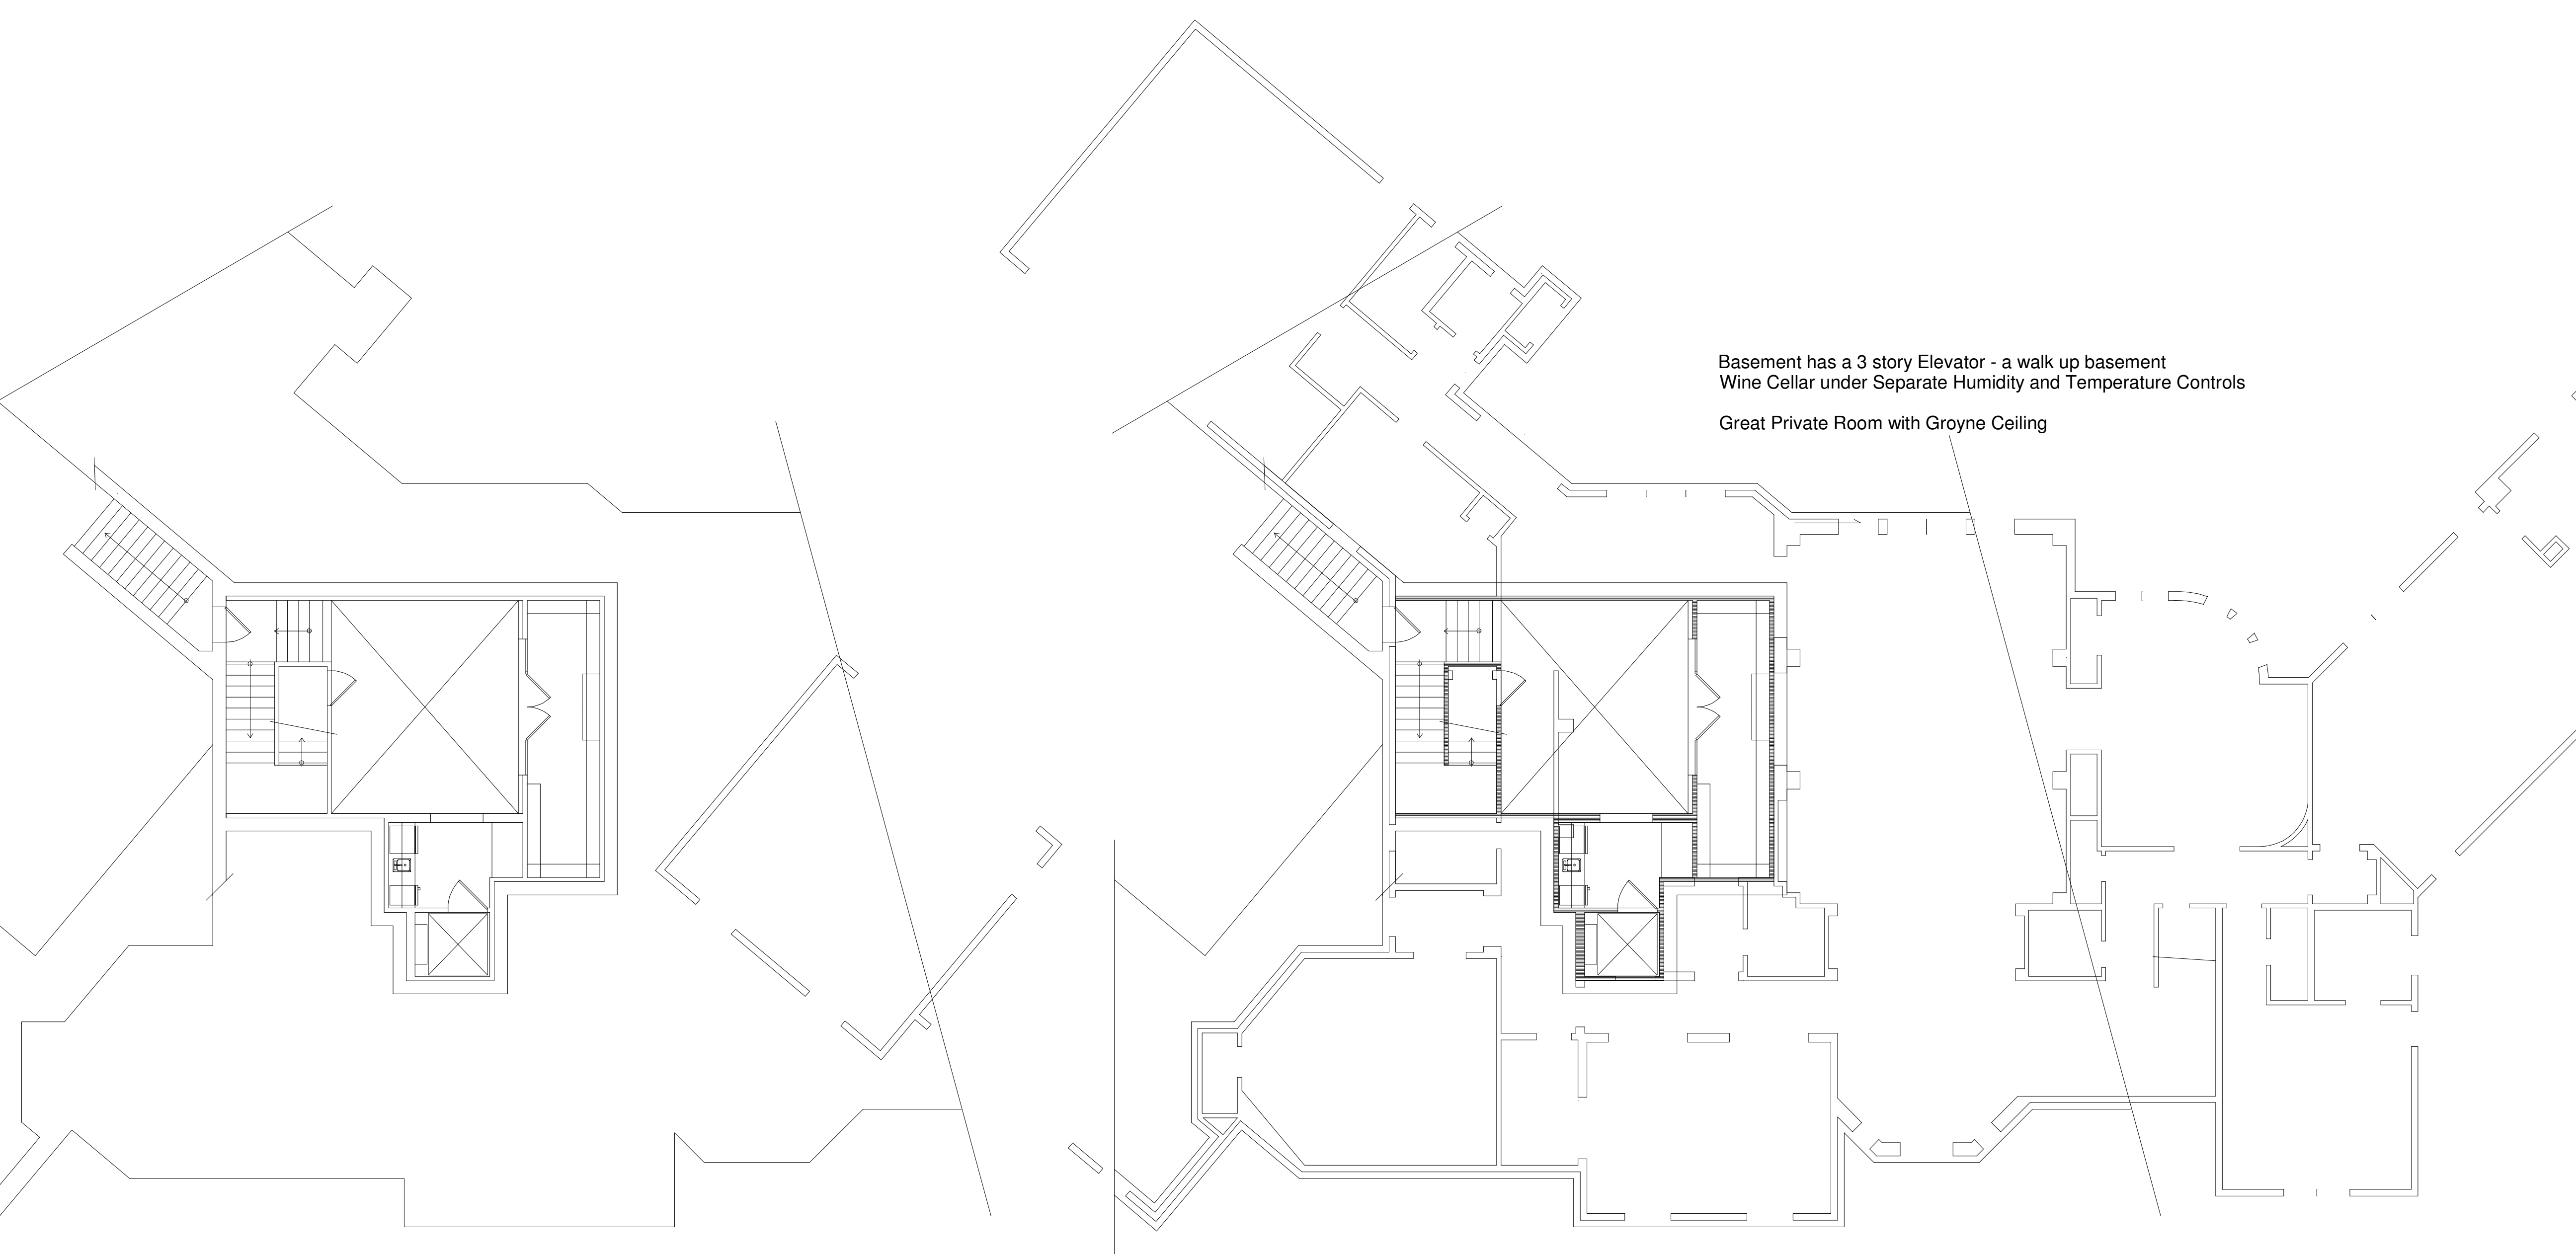 Basement has a 3 story Elevator - a walk up basement
Wine Cellar under Separate Humidity and Temperature Controls
Great Private Room with Groyne Ceiling